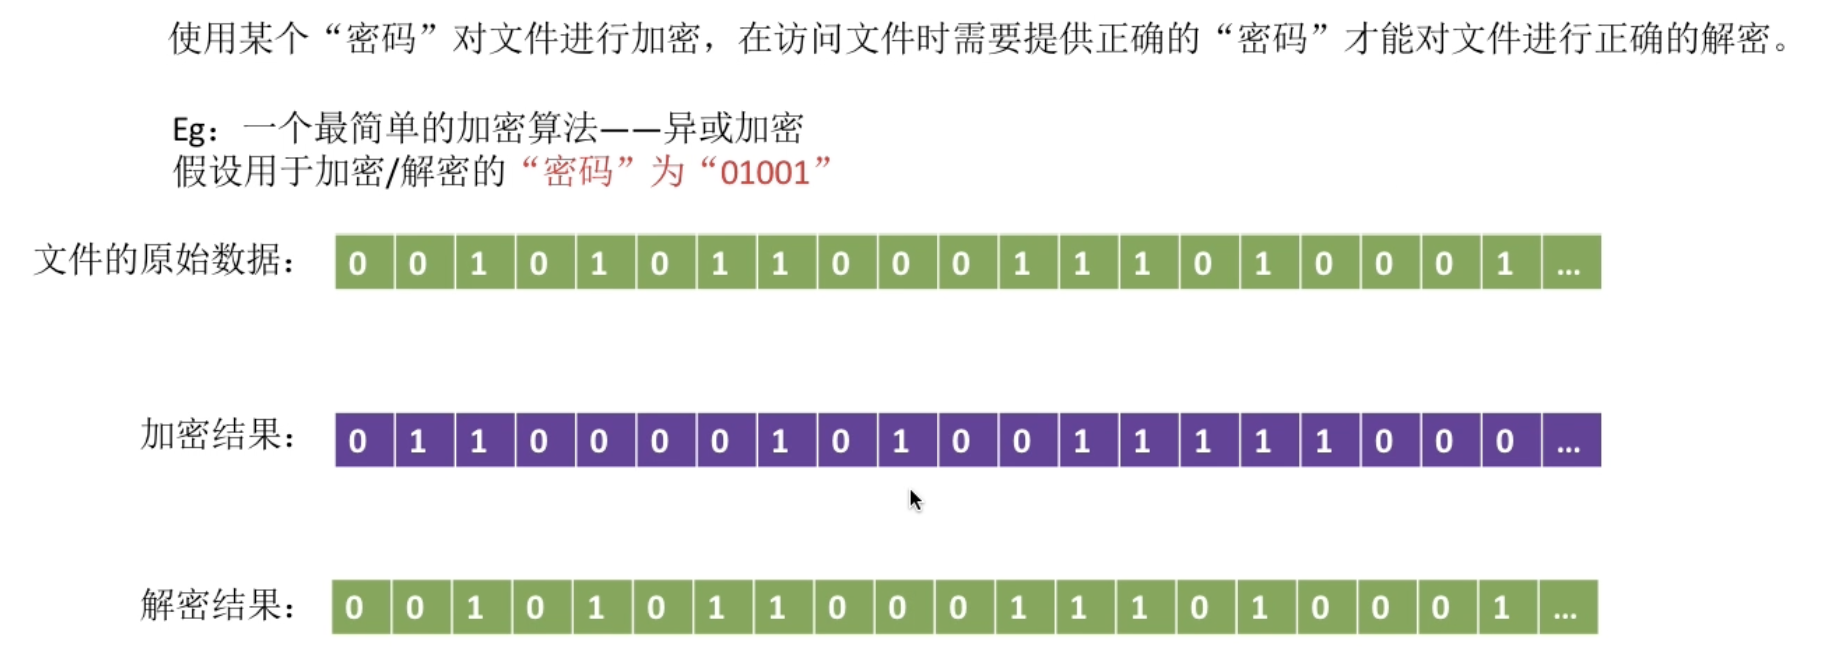 使用某个“密码”对文件进行加密，在访问文件时需要提供正确的“密码”才能对文件进行正确的解密。
Eg：一个最简单的加密算法——异或加密
假设用于加密/解密的“密码”为“01001”
文件的原始数据： 0 0 1 0 1 0 1 1 0 0 0 1 1 1 0 1 0 0 0 1 ...
加密结果： 0 1 1 0 0 0 0 1 0 1 0 0 1 1 1 1 1 0 0 0 ...
解密结果： 0 0 1 0 1 0 1 1 0 0 0 1 1 1 0 1 0 0 0 1 ...